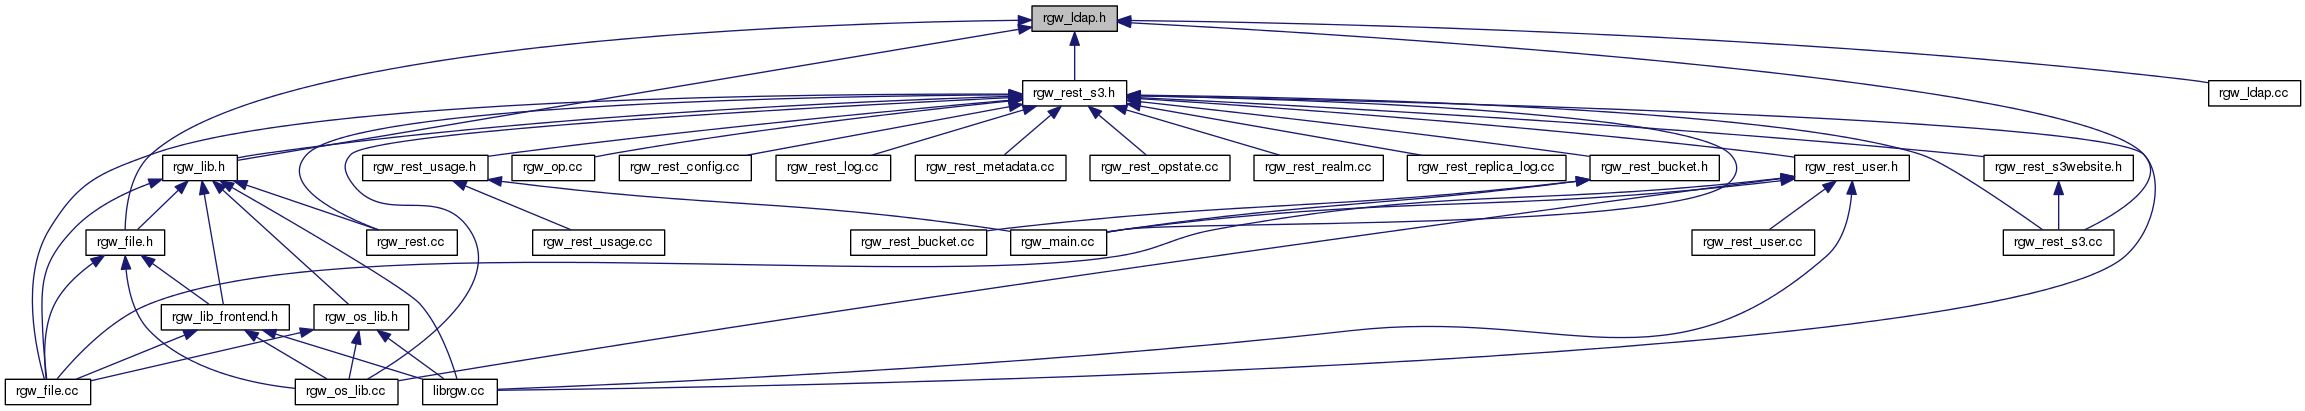 rgw_ldap.h
rgw_rest_s3.h
rgw_ldap.cc
rgw_lib.h
rgw_rest_usage.h
rgw_op.cc
rgw_rest_config.cc
rgw_rest_log.cc
rgw_rest_metadata.cc
rgw_rest_opstate.cc
rgw_rest_realm.cc
rgw_rest_replica_log.cc
rgw_rest_bucket.h
rgw_rest_user.h
rgw_rest_s3website.h
rgw_file.h
rgw_rest.cc
rgw_rest_usage.cc
rgw_rest_bucket.cc
rgw_main.cc
rgw_rest_user.cc
rgw_rest_s3.cc
rgw_lib_frontend.h
rgw_os_lib.h
rgw_file.cc
rgw_os_lib.cc
librgw.cc